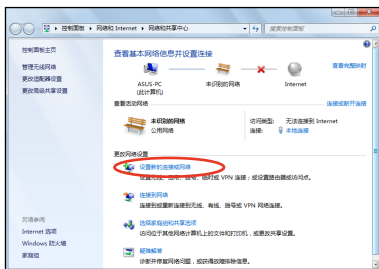 控制面板 ▸ 网络和 Internet ▸ 网络和共享中心
搜索控制面板
控制面板主页
管理无线网络
更改适配器设置
更改高级共享设置
查看基本网络信息并设置连接
查看完整映射
ASUS-PC
(此计算机)
未识别的网络
Internet
查看活动网络
连接或断开连接
未识别的网络
公用网络
访问类型: 无法连接到 Internet
连接: 本地连接
更改网络设置
设置新的连接或网络
设置无线、宽带、拨号、临时或 VPN 连接；或设置路由器或访问点。
连接到网络
连接到或重新连接到无线、有线、拨号或 VPN 网络连接。
选择家庭组和共享选项
访问位于其他网络计算机上的文件和打印机，或更改共享设置。
疑难解答
诊断并修复网络问题，或获得故障排除信息。
另请参阅
Internet 选项
Windows 防火墙
家庭组